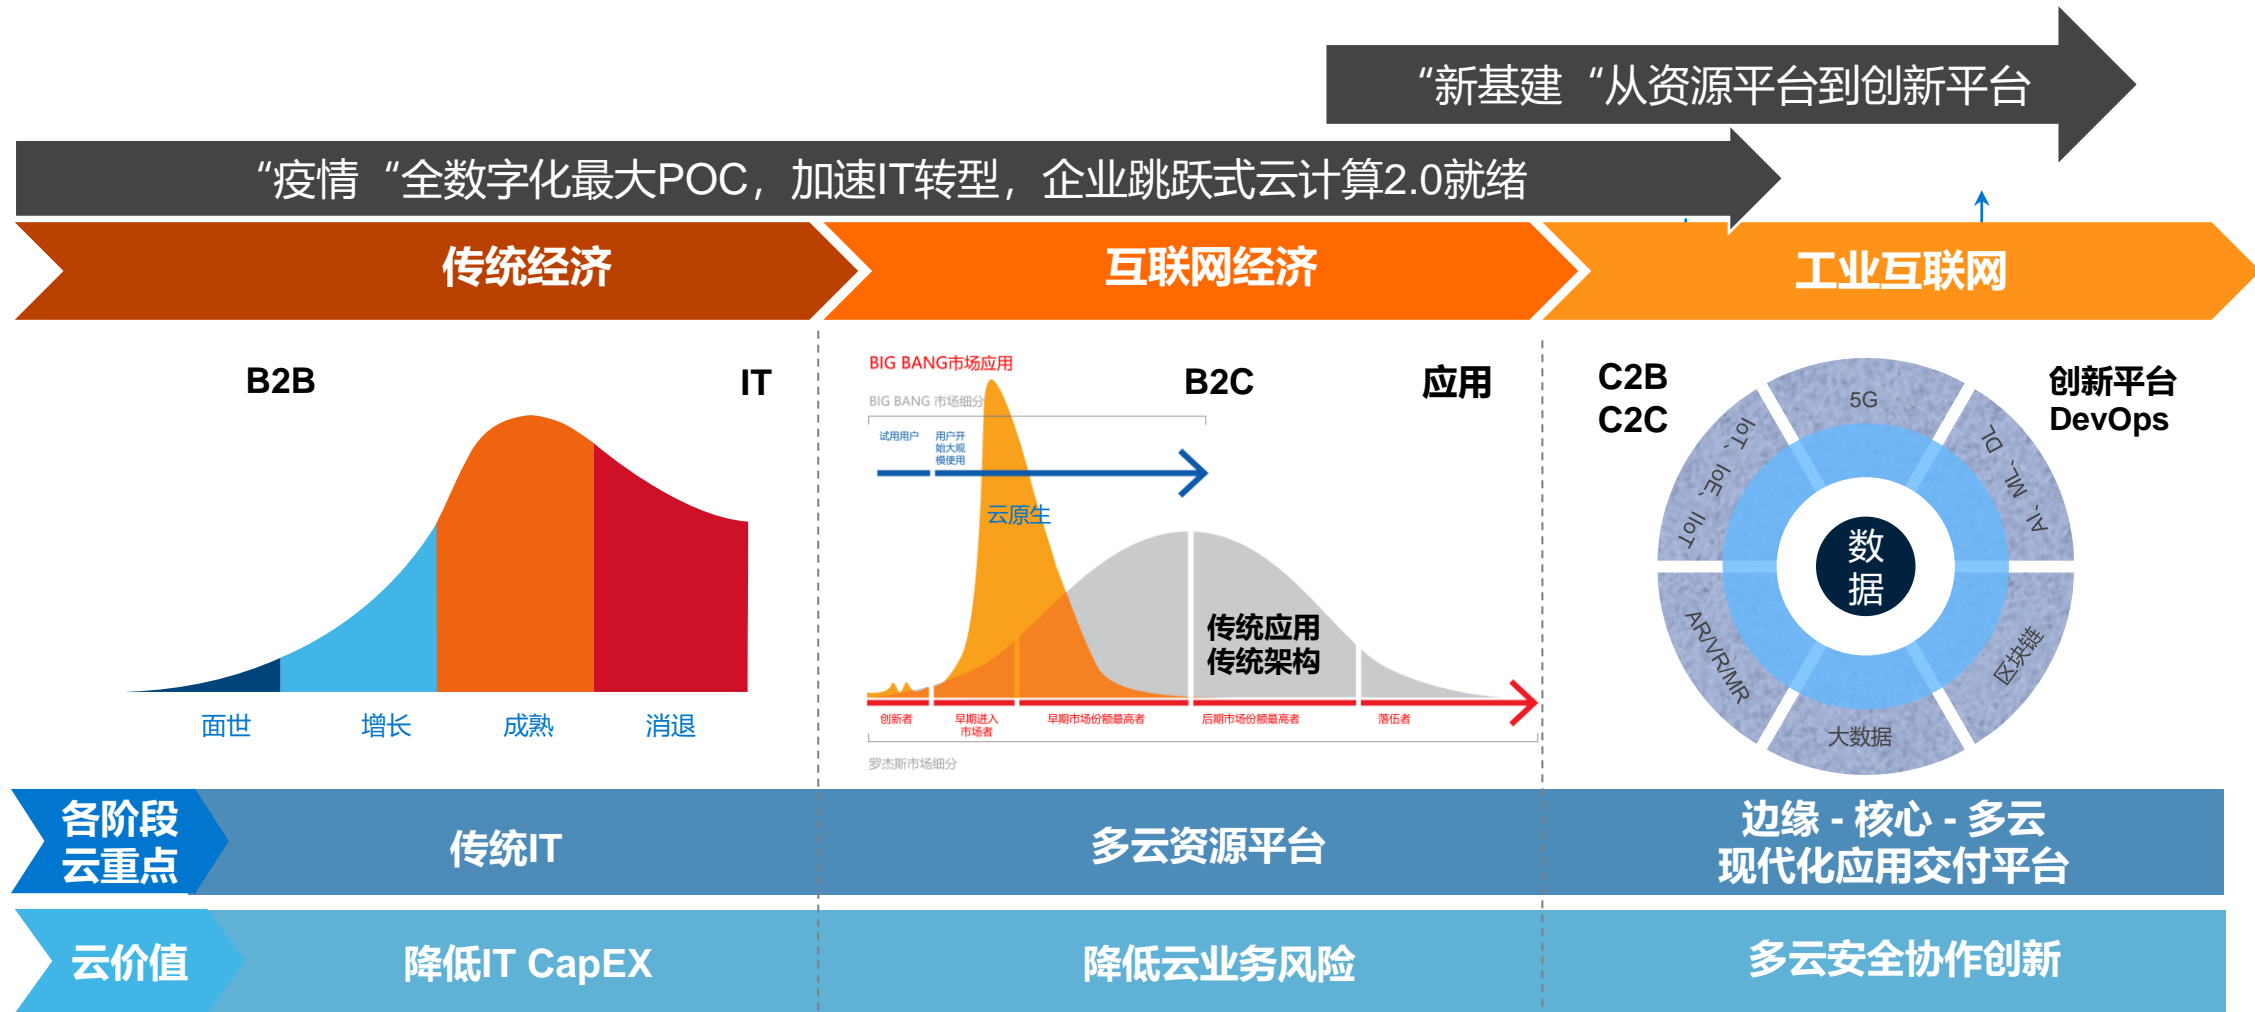 “新基建“从资源平台到创新平台
“疫情“全数字化最大POC，加速IT转型，企业跳跃式云计算2.0就绪
传统经济
互联网经济
工业互联网
B2B
IT
面世
增长
成熟
消退
BIG BANG市场应用
BIG BANG 市场细分
B2C
应用
试用用户
用户开
始大规
模使用
云原生
传统应用
传统架构
创新者
早期进入
市场者
早期市场份额最高者
后期市场份额最高者
落伍者
罗杰斯市场细分
C2B
C2C
创新平台
DevOps
5G
IoT、IoE、IIoT
AI、ML、DL
数
据
AR/VR/MR
区块链
大数据
各阶段
云重点
传统IT
多云资源平台
边缘 - 核心 - 多云
现代化应用交付平台
云价值
降低IT CapEX
降低云业务风险
多云安全协作创新